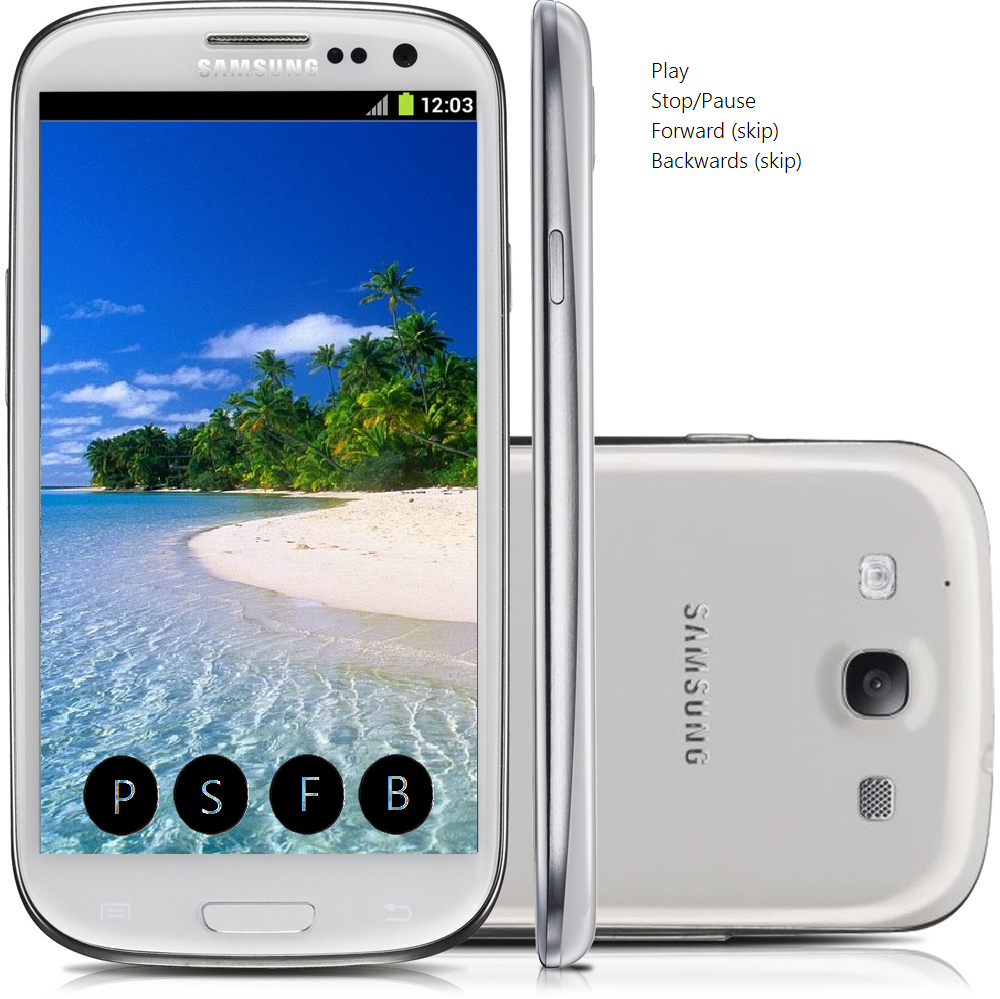 SAMSUNG
12:03
Play
Stop/Pause
Forward (skip)
Backwards (skip)
SAMSUNG
P S F B